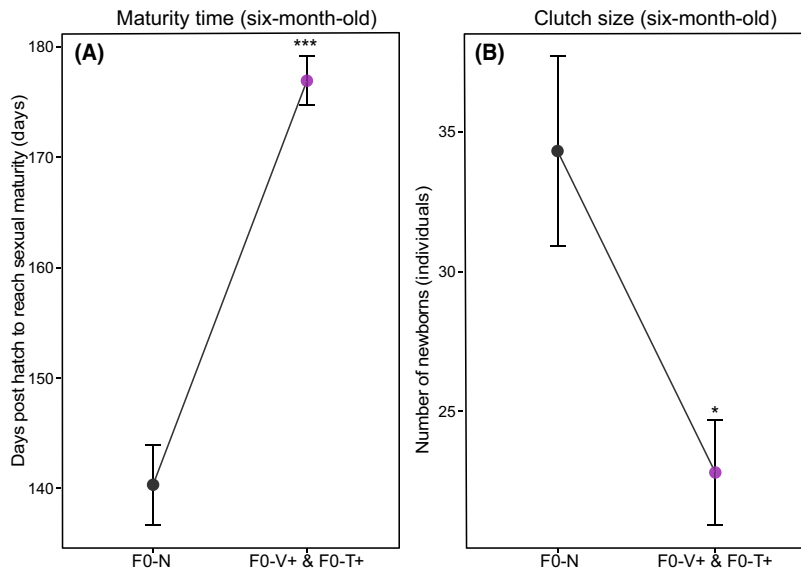 Maturity time (six-month-old)
(A)
***
Days post hatch to reach sexual maturity (days)
180
170
160
150
140
F0-N
F0-V+ & F0-T+
Clutch size (six-month-old)
(B)
*
Number of newborns (individuals)
35
30
25
F0-N
F0-V+ & F0-T+